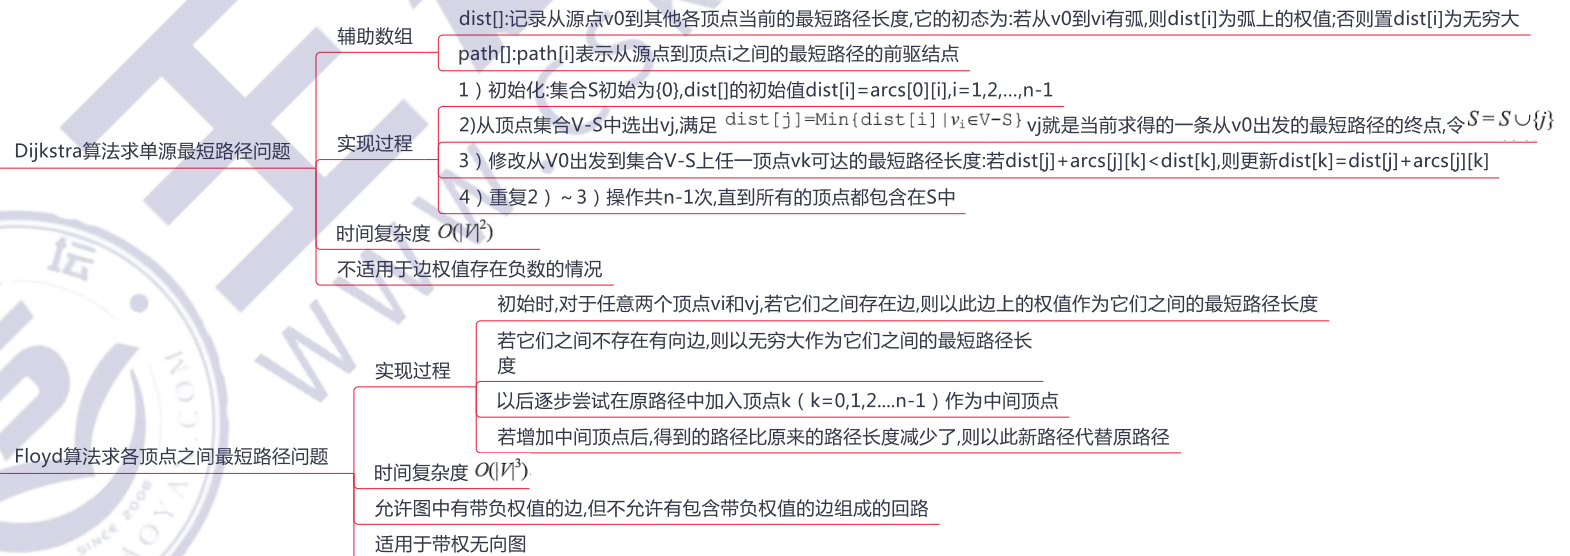 dist[]:记录从源点v0到其他各顶点当前的最短路径长度,它的初态为:若从v0到vi有弧,则dist[i]为弧上的权值;否则置dist[i]为无穷大
辅助数组
path[]:path[i]表示从源点到顶点i之间的最短路径的前驱结点
1）初始化:集合S初始为{0},dist[]的初始值dist[i]=arcs[0][i],i=1,2,...,n-1
2)从顶点集合V-S中选出vj,满足 dist[j]=Min{dist[i]|vi∈V-S} vj就是当前求得的一条从v0出发的最短路径的终点,令S=S∪{j}
实现过程
Dijkstra算法求单源最短路径问题
3）修改从V0出发到集合V-S上任一顶点vk可达的最短路径长度:若dist[j]+arcs[j][k]<dist[k],则更新dist[k]=dist[j]+arcs[j][k]
4）重复2）~3）操作共n-1次,直到所有的顶点都包含在S中
时间复杂度 O(|V|²)
不适用于边权值存在负数的情况
初始时,对于任意两个顶点vi和vj,若它们之间存在边,则以此边上的权值作为它们之间的最短路径长度
若它们之间不存在有向边,则以无穷大作为它们之间的最短路径长
度
实现过程
以后逐步尝试在原路径中加入顶点k（k=0,1,2....n-1）作为中间顶点
若增加中间顶点后,得到的路径比原来的路径长度减少了,则以此新路径代替原路径
Floyd算法求各顶点之间最短路径问题
时间复杂度 O(|V|³)
允许图中有带负权值的边,但不允许有包含带负权值的边组成的回路
适用于带权无向图
坛
SINCE 2008